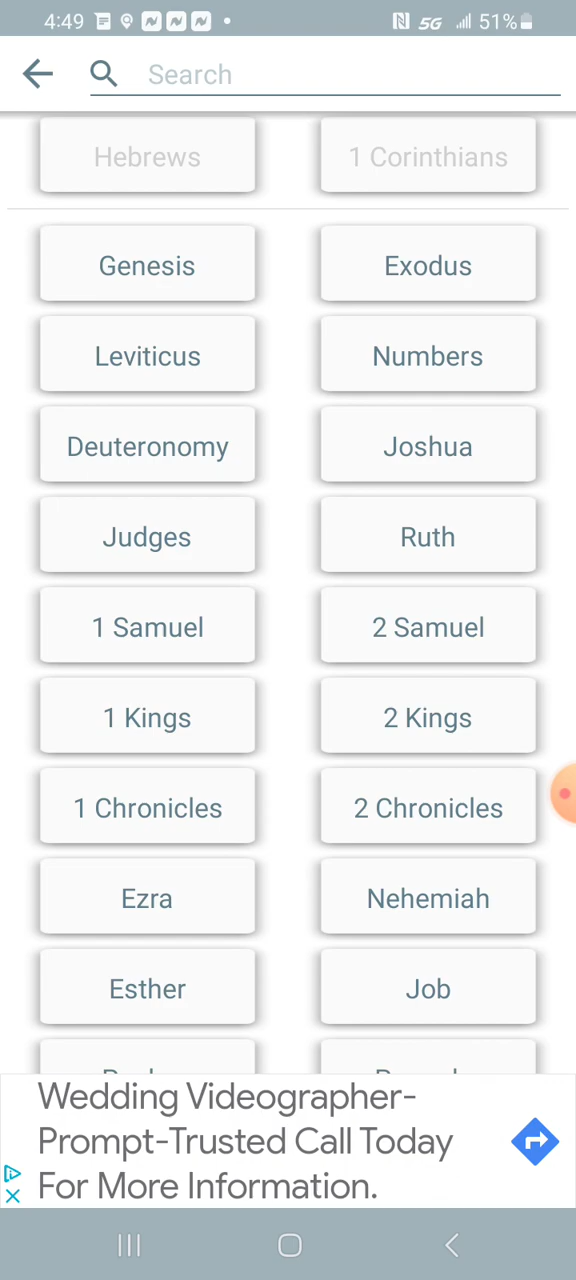 4:49 5G 51%
Search
Hebrews 1 Corinthians
Genesis Exodus
Leviticus Numbers
Deuteronomy Joshua
Judges Ruth
1 Samuel 2 Samuel
1 Kings 2 Kings
1 Chronicles 2 Chronicles
Ezra Nehemiah
Esther Job
Wedding Videographer-
Prompt-Trusted Call Today
For More Information.